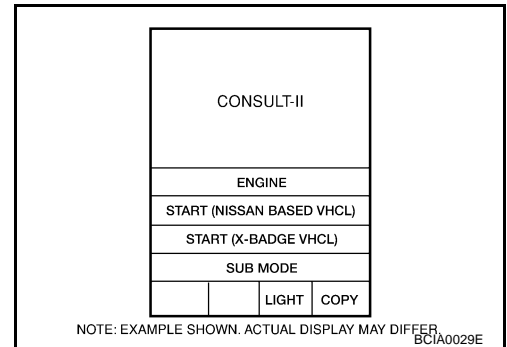 CONSULT-II
ENGINE
START (NISSAN BASED VHCL)
START (X-BADGE VHCL)
SUB MODE
LIGHT COPY
NOTE: EXAMPLE SHOWN. ACTUAL DISPLAY MAY DIFFER.
BCIA0029E